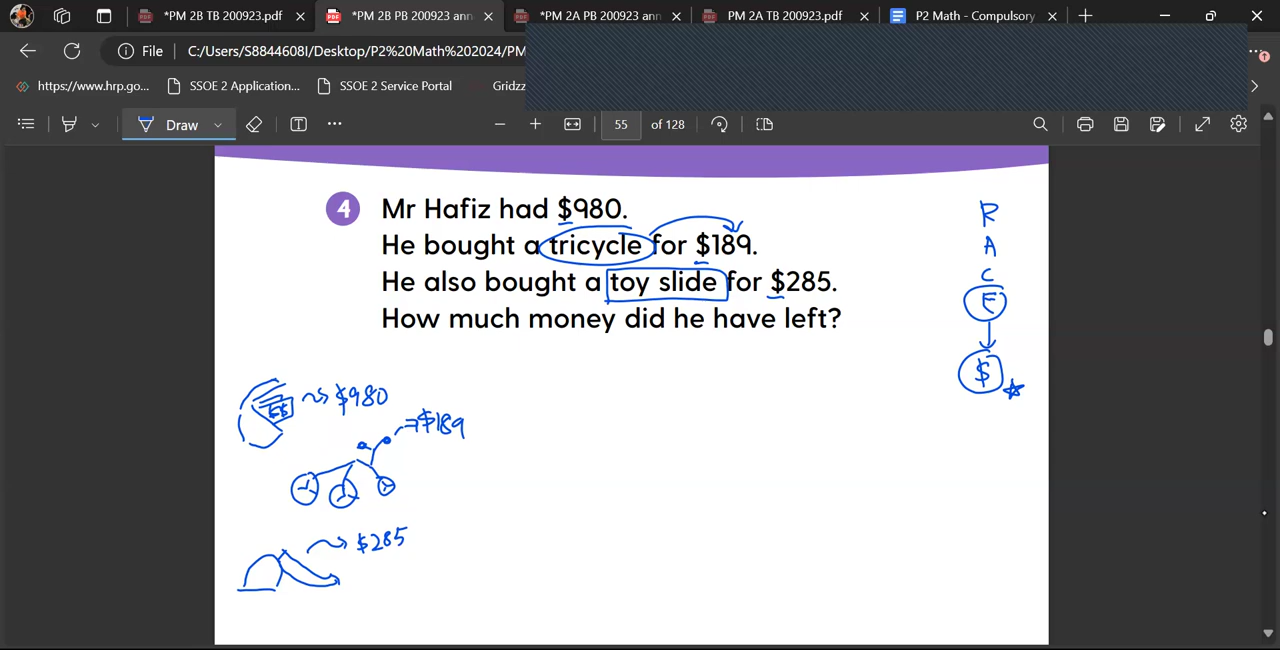 *PM 2B TB 200923.pdf
*PM 2B PB 200923 ann
*PM 2A PB 200923 ann
PM 2A TB 200923.pdf
P2 Math - Compulsory
File
C:/Users/S8844608I/Desktop/P2%20Math%202024/PM
https://www.hrp.go...
SSOE 2 Application...
SSOE 2 Service Portal
Gridzz
Draw
55
of 128
4
Mr Hafiz had $980.
He bought a tricycle for $189.
He also bought a toy slide for $285.
How much money did he have left?
R
A
C
E
$
$980
$189
$285